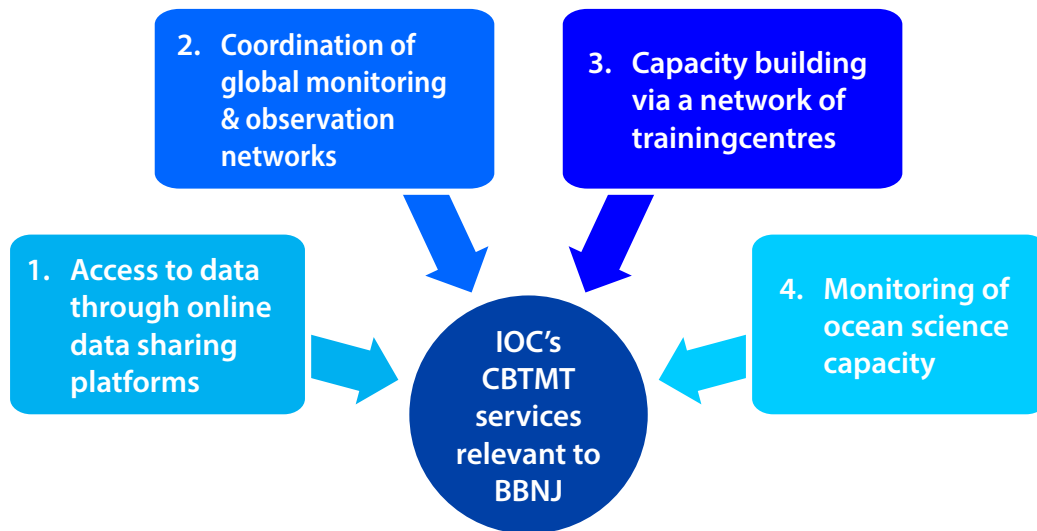 1. Access to data
through online
data sharing
platforms
2. Coordination of
global monitoring
& observation
networks
3. Capacity building
via a network of
trainingcentres
4. Monitoring of
ocean science
capacity
IOC’s
CBTMT
services
relevant to
BBNJ